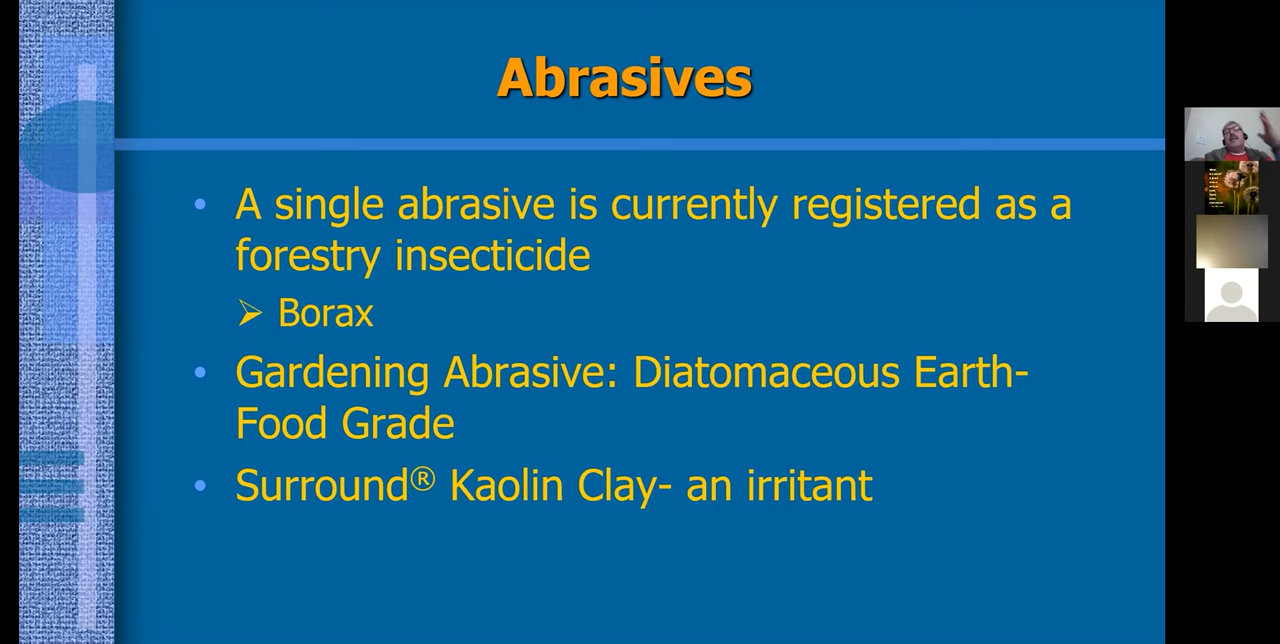 Abrasives
• A single abrasive is currently registered as a
forestry insecticide
➢ Borax
• Gardening Abrasive: Diatomaceous Earth-
Food Grade
• Surround® Kaolin Clay- an irritant